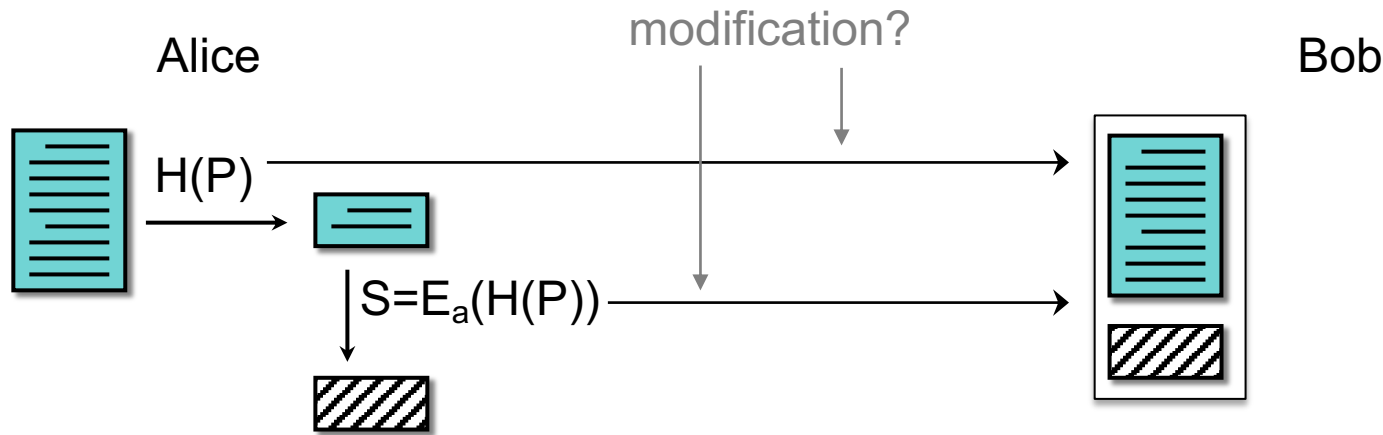 modification?
Alice
Bob
H(P)
S=Eₐ(H(P))